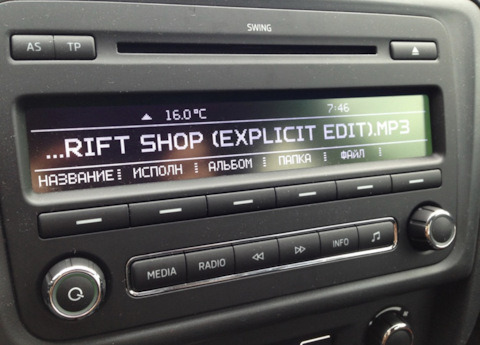 SWING
AS TP
16.0°C 7:46
...RIFT SHOP (EXPLICIT EDIT).MP3
НАЗВАНИЕ ИСПОЛН АЛЬБОМ ПАПКА ФАЙЛ
MEDIA RADIO INFO